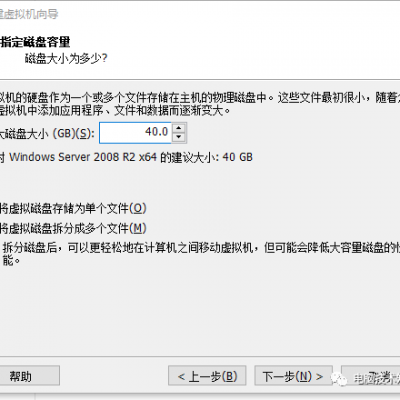 建虚拟机向导
指定磁盘容量
磁盘大小为多少?
拟机的硬盘作为一个或多个文件存储在主机的物理磁盘中。这些文件最初很小，随着
虚拟机中添加应用程序、文件和数据而逐渐变大。
大磁盘大小 (GB)(S): 40.0
对 Windows Server 2008 R2 x64 的建议大小: 40 GB
将虚拟磁盘存储为单个文件(O)
将虚拟磁盘拆分成多个文件(M)
拆分磁盘后，可以更轻松地在计算机之间移动虚拟机，但可能会降低大容量磁盘的性
能。
帮助 < 上一步(B) 下一步(N) > 取消
电脑技术